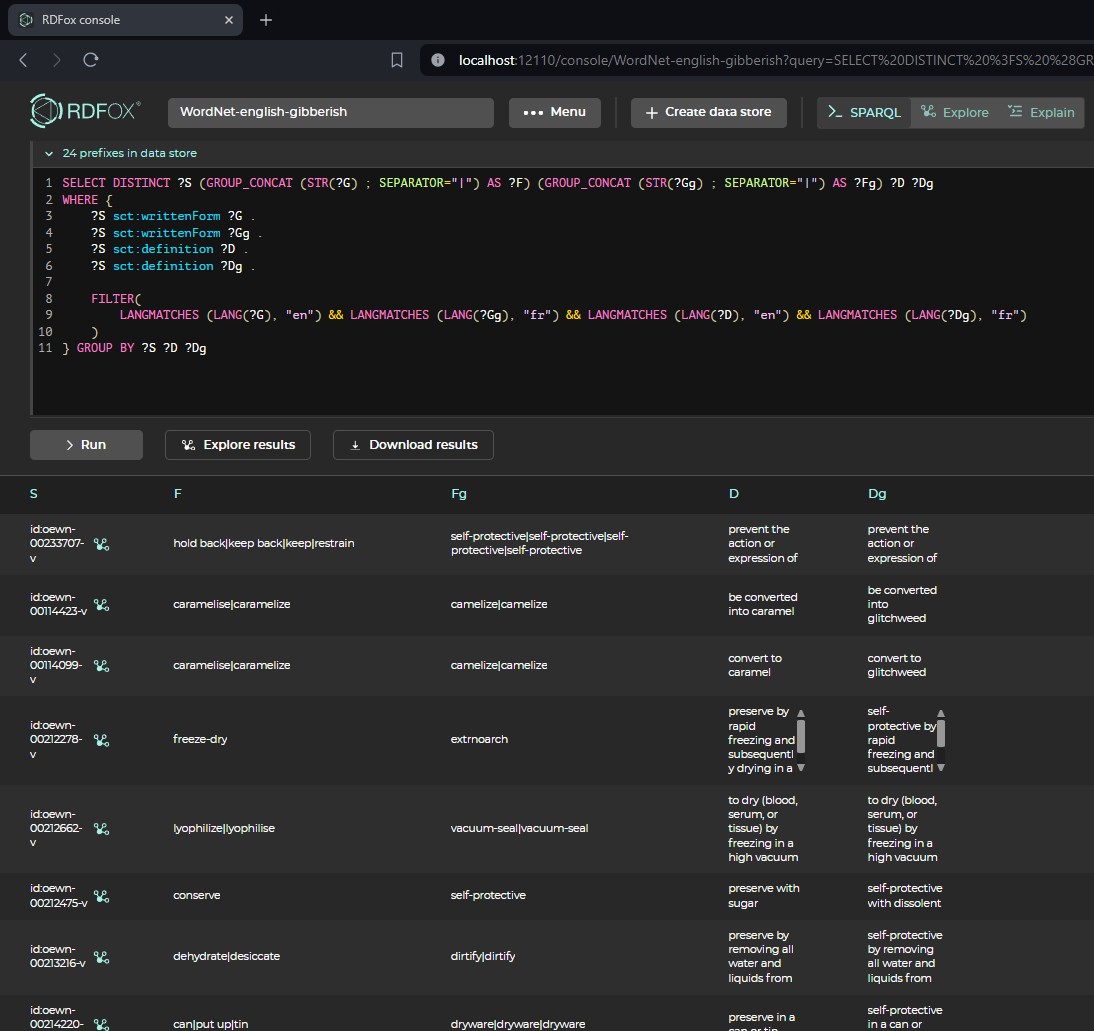 RDFox console
localhost:12110/console/WordNet-english-gibberish?query=SELECT%20DISTINCT%20%3FS%20%28GR
RDFOX®
WordNet-english-gibberish
Menu
Create data store
SPARQL
Explore
Explain
24 prefixes in data store
1 SELECT DISTINCT ?S (GROUP_CONCAT (STR(?G) ; SEPARATOR="|") AS ?F) (GROUP_CONCAT (STR(?Gg) ; SEPARATOR="|") AS ?Fg) ?D ?Dg
2 WHERE {
3 ?S sct:writtenForm ?G .
4 ?S sct:writtenForm ?Gg .
5 ?S sct:definition ?D .
6 ?S sct:definition ?Dg .
7
8 FILTER(
9 LANGMATCHES (LANG(?G), "en") && LANGMATCHES (LANG(?Gg), "fr") && LANGMATCHES (LANG(?D), "en") && LANGMATCHES (LANG(?Dg), "fr")
10 )
11 } GROUP BY ?S ?D ?Dg
Run
Explore results
Download results
S F Fg D Dg
id:oewn-
00233707-
v
hold back|keep back|keep|restrain
self-protective|self-protective|self-
protective|self-protective
prevent the
action or
expression of
prevent the
action or
expression of
id:oewn-
00114423-v
caramelise|caramelize
camelize|camelize
be converted
into caramel
be converted
into
glitchweed
id:oewn-
00114099-
v
caramelise|caramelize
camelize|camelize
convert to
caramel
convert to
glitchweed
id:oewn-
00212278-
v
freeze-dry
extrnoarch
preserve by
rapid
freezing and
subsequentl
y drying in a
self-
protective by
rapid
freezing and
subsequentl
id:oewn-
00212662-
v
lyophilize|lyophilise
vacuum-seal|vacuum-seal
to dry (blood,
serum, or
tissue) by
freezing in a
high vacuum
to dry (blood,
serum, or
tissue) by
freezing in a
high vacuum
id:oewn-
00212475-v
conserve
self-protective
preserve with
sugar
self-protective
with dissolent
id:oewn-
00213216-v
dehydrate|desiccate
dirtify|dirtify
preserve by
removing all
water and
liquids from
self-protective
by removing
all water and
liquids from
id:oewn-
00214220-
can|put up|tin
dryware|dryware|dryware
preserve in a
can or tin
self-protective
in a can or